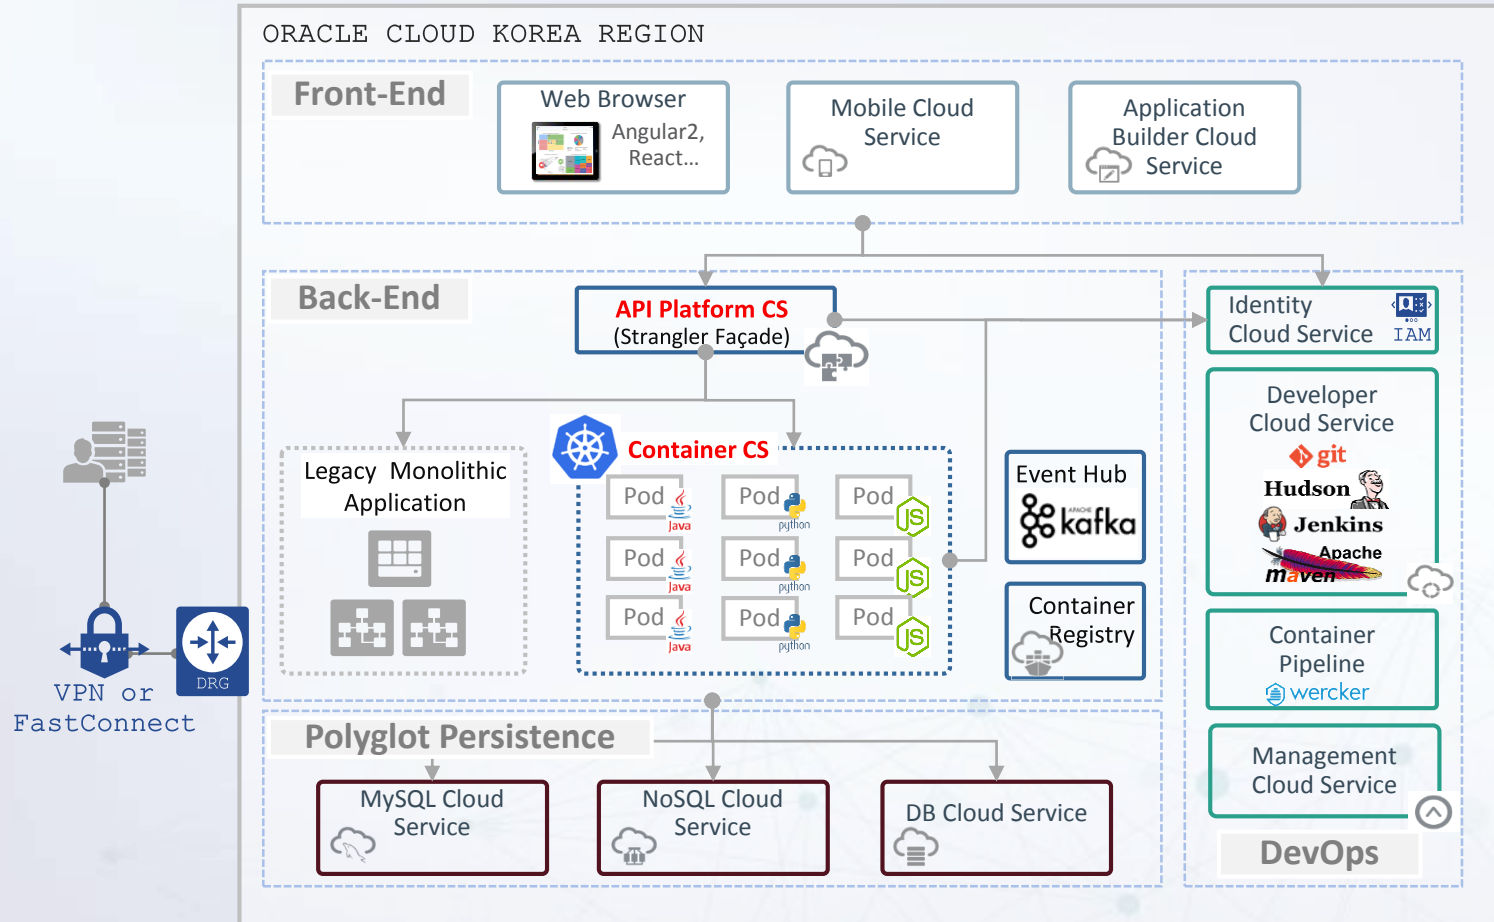 ORACLE CLOUD KOREA REGION
Front-End
Web Browser
Angular2,
React...
Mobile Cloud
Service
Application
Builder Cloud
Service
Back-End
API Platform CS
(Strangler Façade)
Identity
Cloud Service
IAM
Developer
Cloud Service
git
Hudson
Jenkins
Apache
maven
Legacy Monolithic
Application
Container CS
Pod
Java
Pod
python
Pod
JS
Pod
Java
Pod
python
Pod
JS
Pod
Java
Pod
python
Pod
JS
Event Hub
APACHE
kafka
Container
Registry
Container
Pipeline
wercker
DRG
VPN or
FastConnect
Polyglot Persistence
MySQL Cloud
Service
NoSQL Cloud
Service
DB Cloud Service
Management
Cloud Service
DevOps